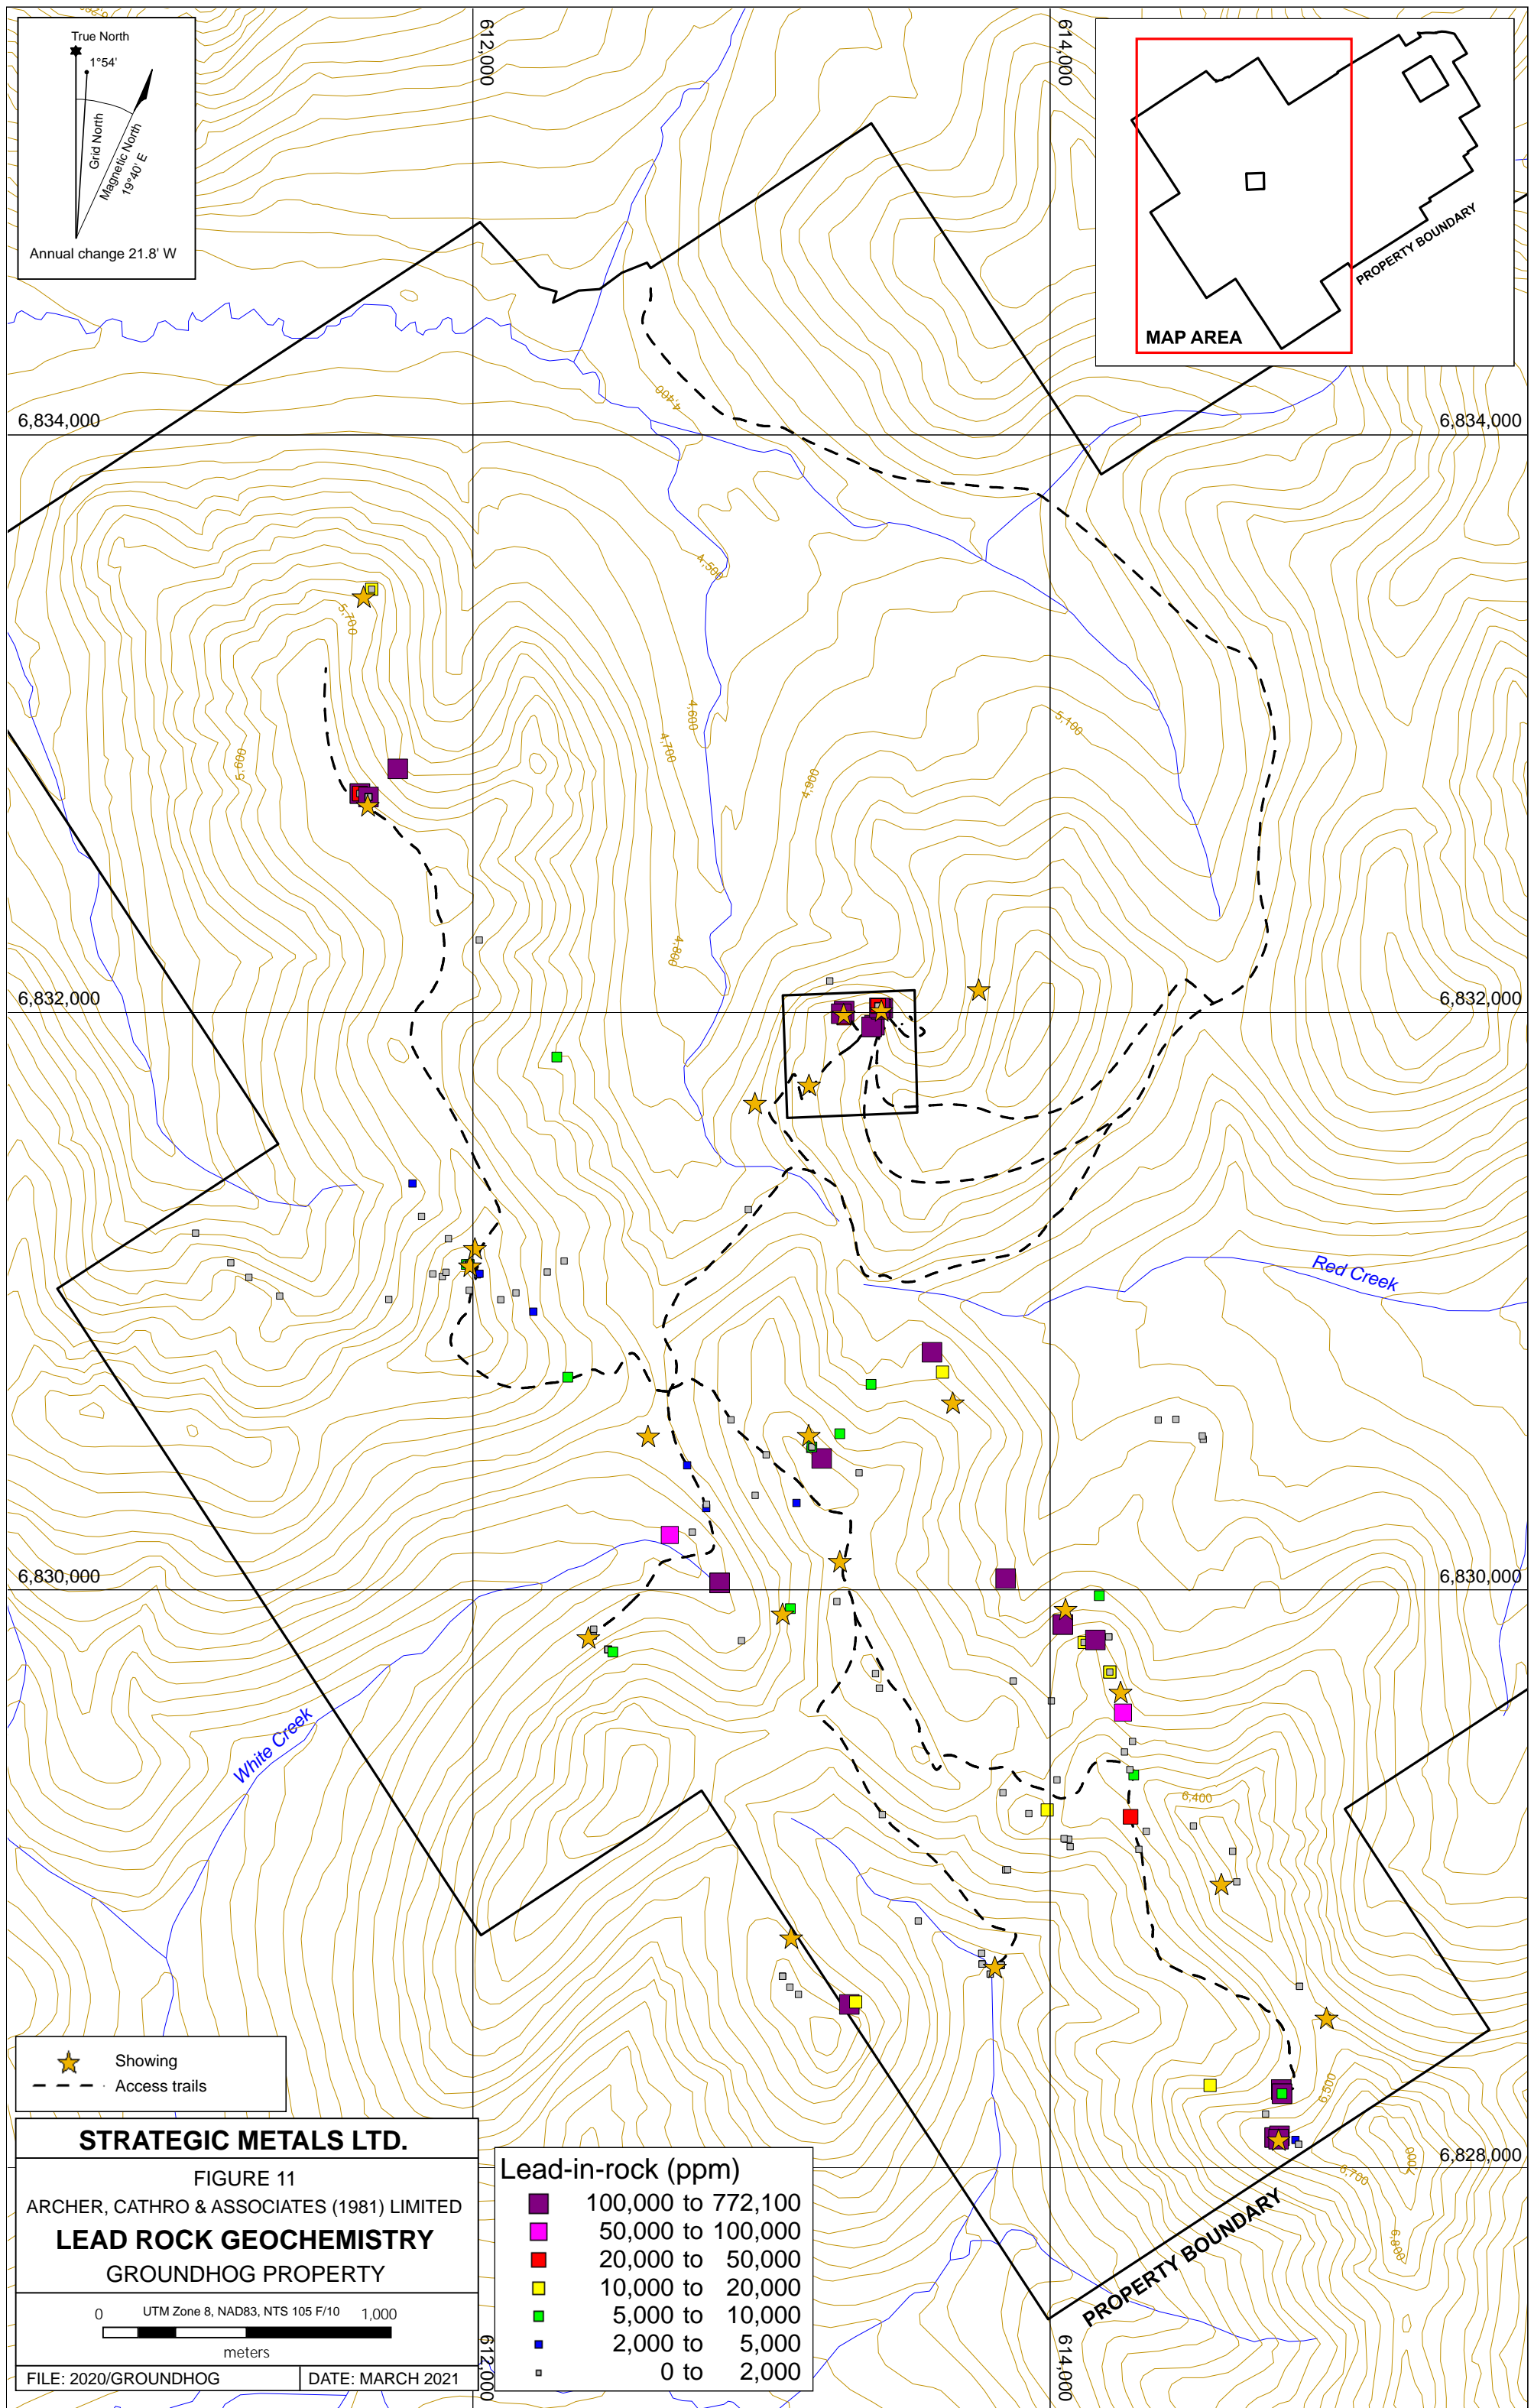 True North
1°54'
Grid North
Magnetic North
19°40' E
Annual change 21.8' W
612,000
614,000
PROPERTY BOUNDARY
MAP AREA
4,400
6,834,000
6,834,000
4,500
5,700
4,600
5,100
4,700
5,600
4,900
4,800
6,832,000
6,832,000
Red Creek
6,830,000
6,830,000
White Creek
6,400
6,500
7,000
6,700
6,828,000
6,800
PROPERTY BOUNDARY
Showing
Access trails
STRATEGIC METALS LTD.
FIGURE 11
ARCHER, CATHRO & ASSOCIATES (1981) LIMITED
LEAD ROCK GEOCHEMISTRY
GROUNDHOG PROPERTY
0 UTM Zone 8, NAD83, NTS 105 F/10 1,000
meters
FILE: 2020/GROUNDHOG DATE: MARCH 2021
Lead-in-rock (ppm)
100,000 to 772,100
50,000 to 100,000
20,000 to 50,000
10,000 to 20,000
5,000 to 10,000
2,000 to 5,000
0 to 2,000
612,000
614,000